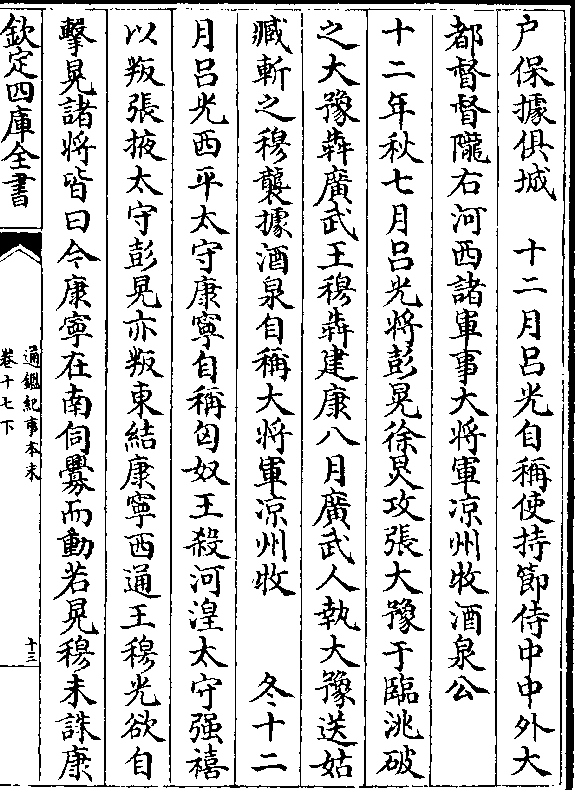 户保據俱城　十二月吕光自稱使持節侍中中外大
都督督隴右河西諸軍事大將軍凉州牧酒泉公
十二年秋七月吕光將彭晃徐炅攻張大豫于臨洮破
之大豫犇廣武王穆犇建康八月廣武人執大豫送姑
臧斬之穆襲據酒泉自稱大將軍凉州牧　　冬十二
月吕光西平太守康寧自稱匈奴王殺河湟太守强禧
以叛張掖太守彭晃亦叛東結康寧西通王穆光欲自
擊晃諸將皆曰今康寧在南伺釁而動若晃穆未誅康
欽定四庫全書
通鑑紀事本末
卷十七下
十三